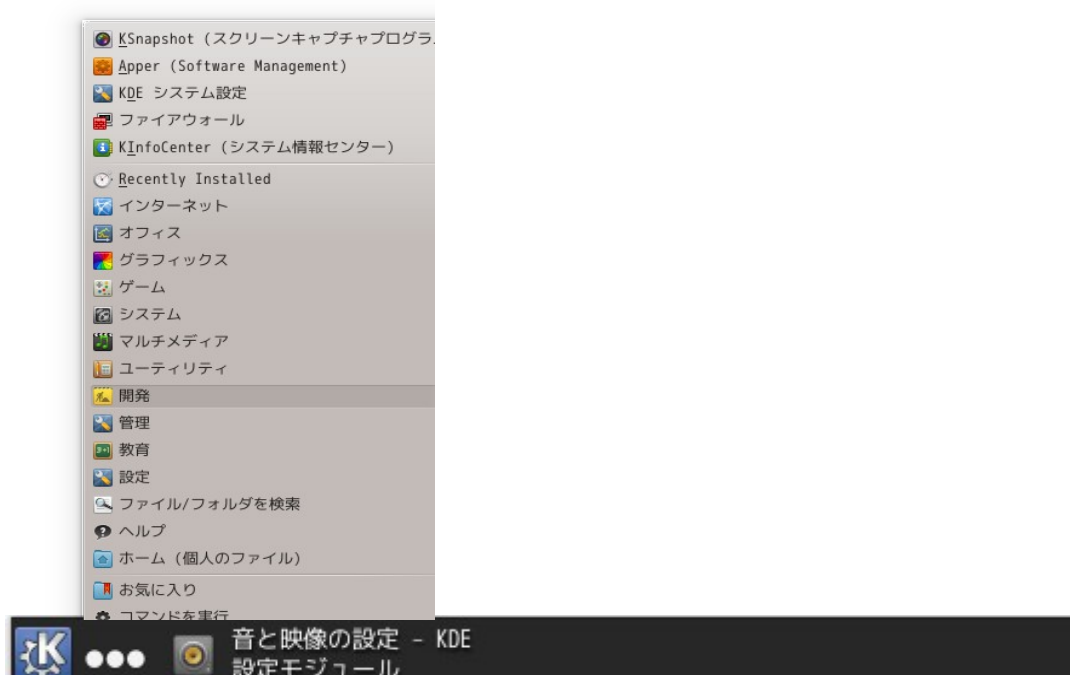 KSnapshot (スクリーンキャプチャプログラ
Apper (Software Management)
KDE システム設定
ファイアウォール
KInfoCenter (システム情報センター)
Recently Installed
インターネット
オフィス
グラフィックス
ゲーム
システム
マルチメディア
ユーティリティ
開発
管理
教育
設定
ファイル/フォルダを検索
ヘルプ
ホーム (個人のファイル)
お気に入り
コマンドを実行
音と映像の設定 – KDE
設定モジュール